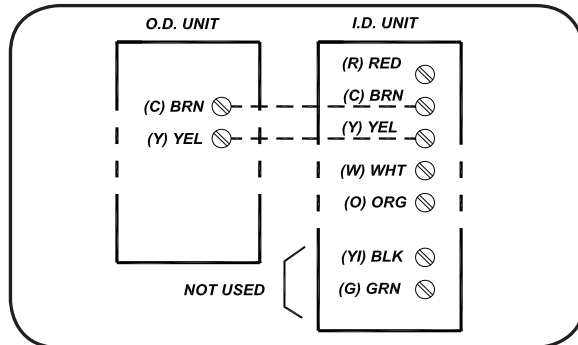 O.D. UNIT
I.D. UNIT
(C) BRN
(Y) YEL
(R) RED
(C) BRN
(Y) YEL
(W) WHT
(O) ORG
(YI) BLK
(G) GRN
NOT USED